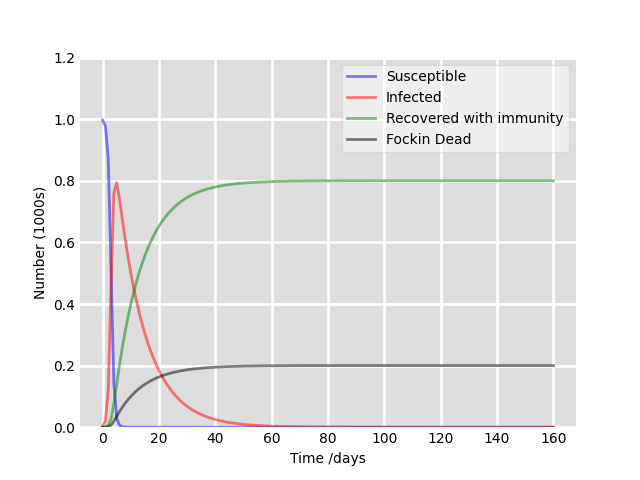 1.2
1.0
0.8
0.6
0.4
0.2
0.0
Number (1000s)
Susceptible
Infected
Recovered with immunity
Fockin Dead
0 20 40 60 80 100 120 140 160
Time /days